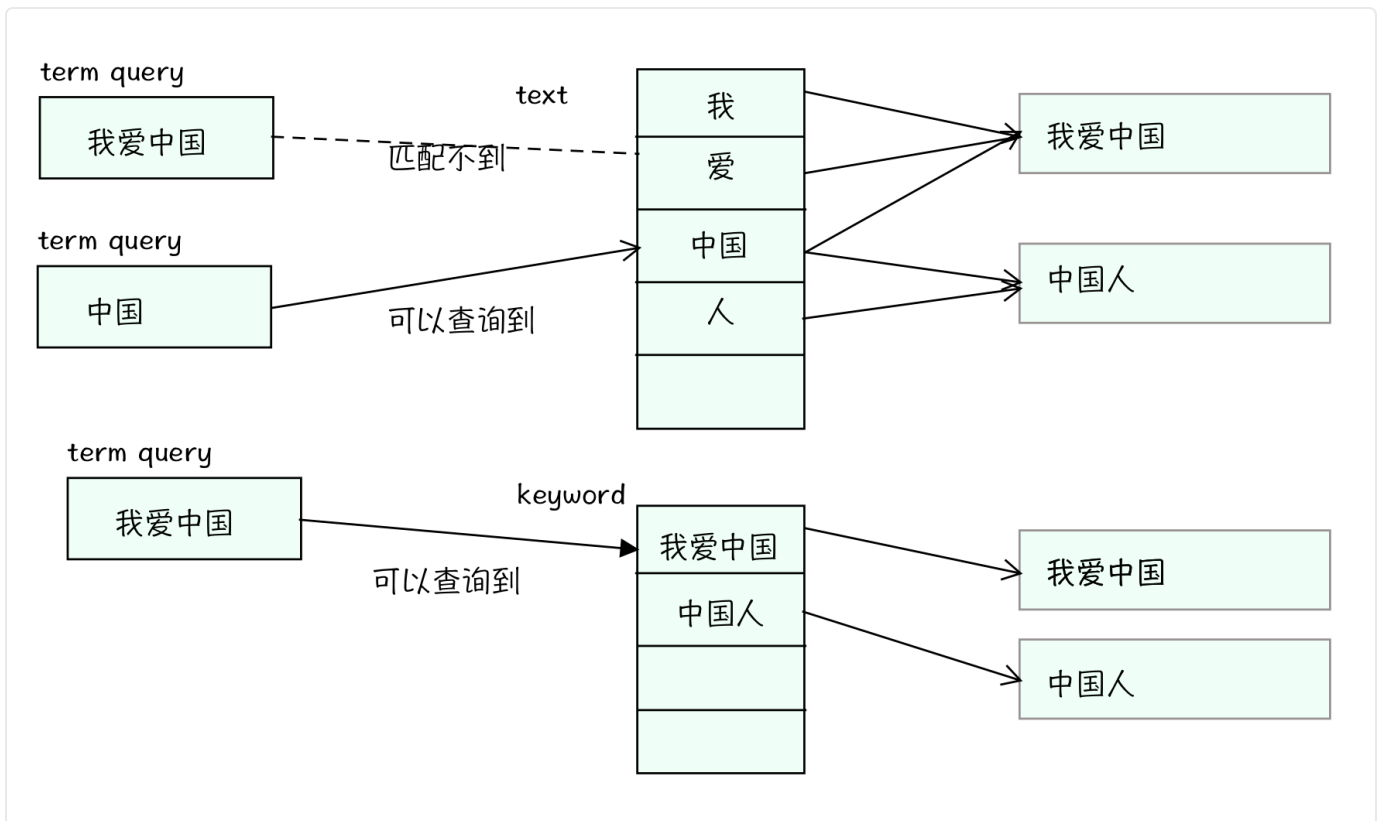 term query
我爱中国
匹配不到
text
我
爱
中国
人
我爱中国
中国人
term query
中国
可以查询到
term query
我爱中国
可以查询到
keyword
我爱中国
中国人
我爱中国
中国人